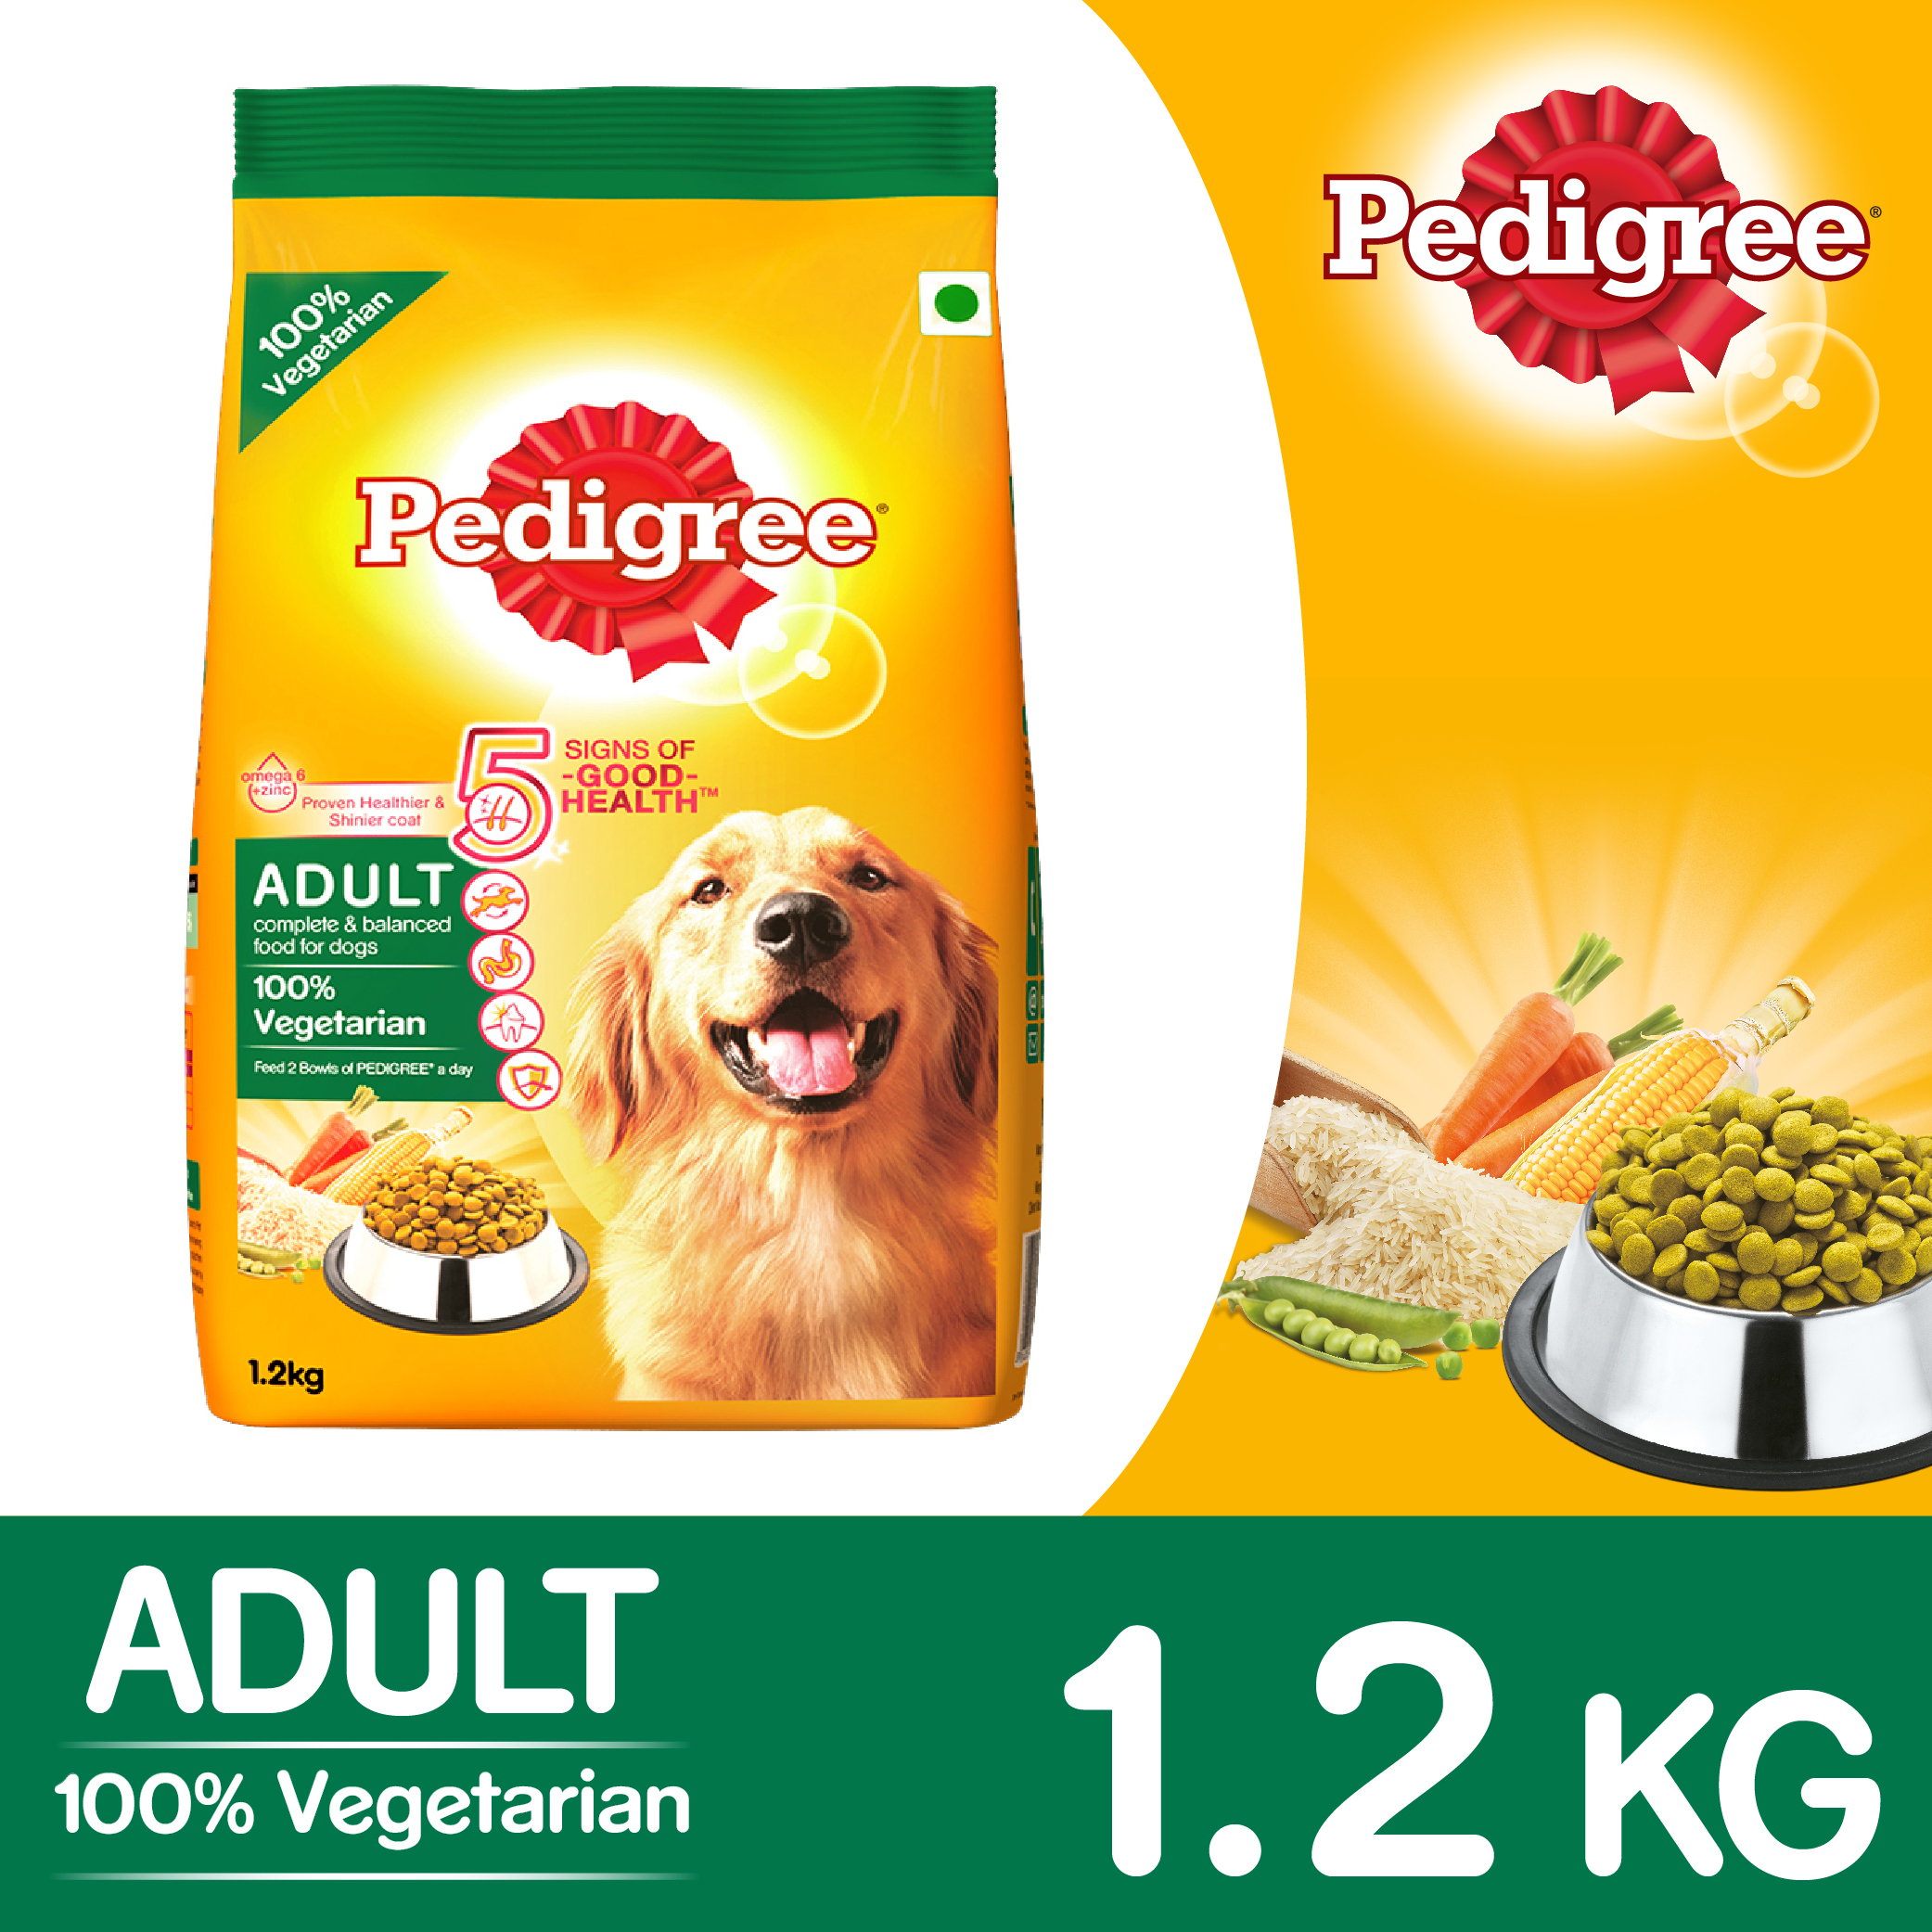 100%
Vegetarian
Pedigree®
omega 6
+zinc
Proven Healthier &
Shinier coat
5 SIGNS OF
-GOOD-
HEALTH™
ADULT
complete & balanced
food for dogs
100%
Vegetarian
Feed 2 Bowls of PEDIGREE® a day
1.2kg
Pedigree®
ADULT
100% Vegetarian
1.2 KG